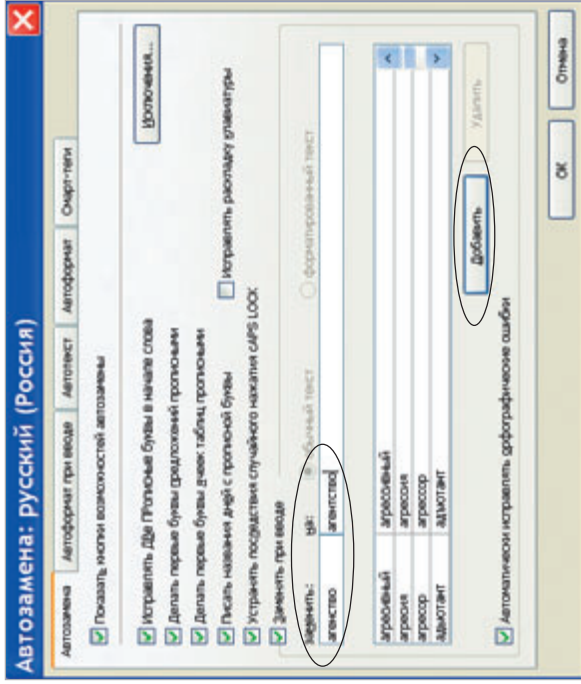 Автозамена: русский (Россия)
Автозамена Автоформат при вводе Автотекст Автоформат Смарт-теги
Показать кнопки возможностей автозамены
Исправлять ДВе ПРописные буквы в начале слова
Исключения...
Делать первые буквы предложений прописными
Делать первые буквы ячеек таблиц прописными
Писать названия дней с прописной буквы
Исправлять раскладку клавиатуры
Устранять последствия случайного нажатия cAPS LOCK
Заменять при вводе
заменить: на: обычный текст форматированный текст
агенство агентство
агресивный агрессивный
агресия агрессия
агресор агрессор
адьютант адъютант
Добавить Удалить
Автоматически исправлять орфографические ошибки
ОК Отмена